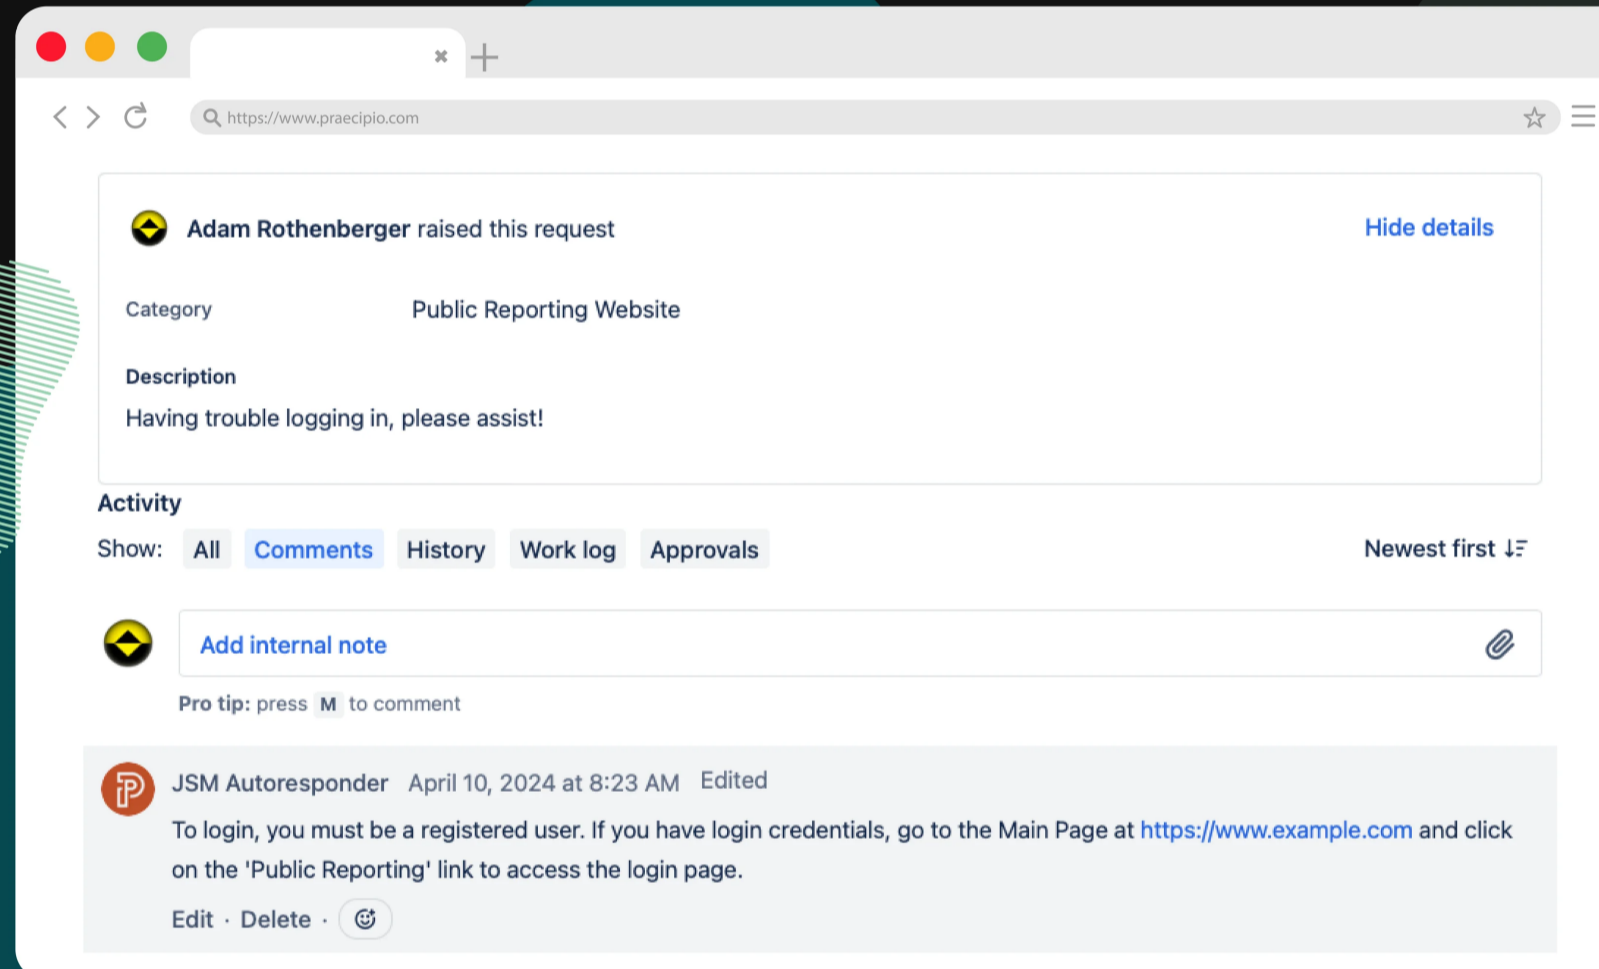 https://www.praecipio.com
Adam Rothenberger raised this request
Hide details
Category
Public Reporting Website
Description
Having trouble logging in, please assist!
Activity
Show: All Comments History Work log Approvals
Newest first
Add internal note
Pro tip: press M to comment
JSM Autoresponder April 10, 2024 at 8:23 AM Edited
To login, you must be a registered user. If you have login credentials, go to the Main Page at https://www.example.com and click
on the 'Public Reporting' link to access the login page.
Edit · Delete ·